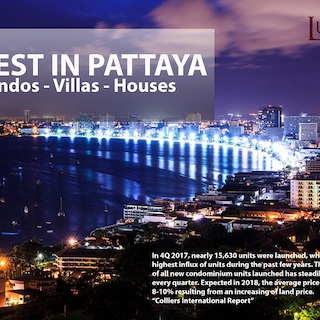 EST IN PATTAYA
ndos - Villas - Houses
In 4Q 2017, nearly 15,630 units were launched, wh
highest influx of units during the past few years. T
of all new condominium units launched has steadil
every quarter. Expected in 2018, the average price
8-10% resulting from an increasing of land price.
"Colliers International Report"